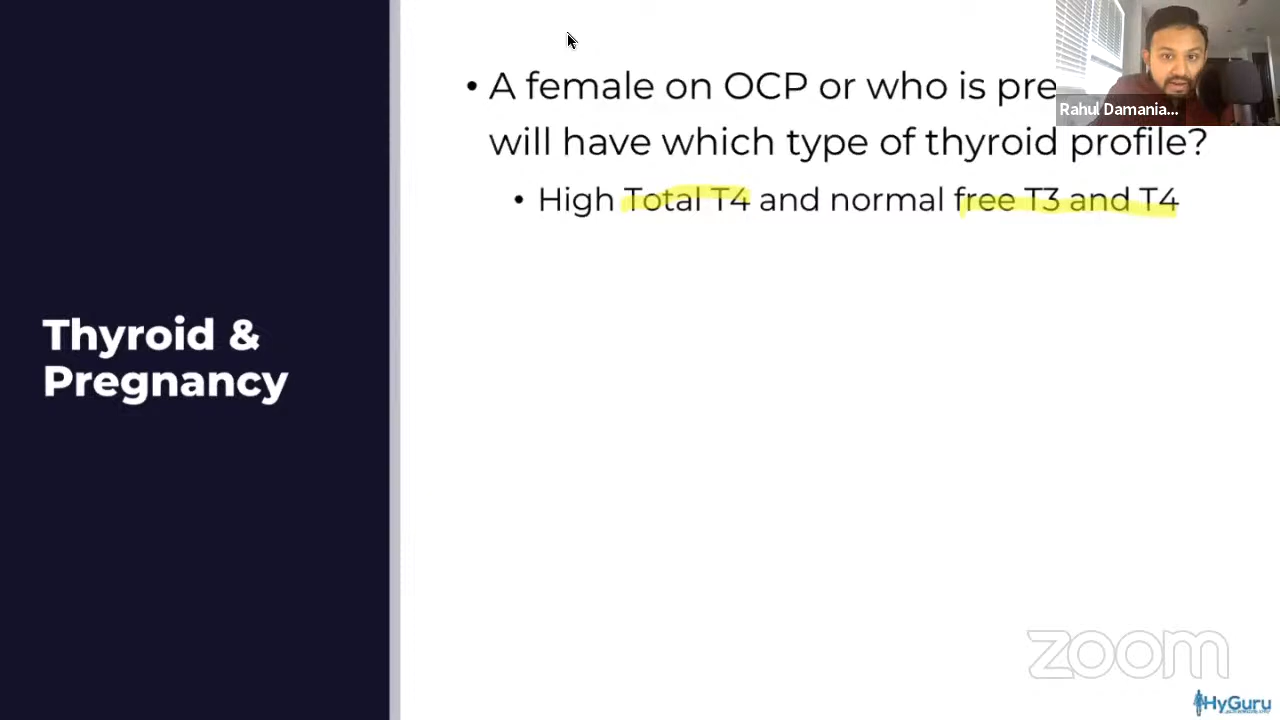 • A female on OCP or who is pre
Rahul Damania...
will have which type of thyroid profile?
• High Total T4 and normal free T3 and T4
Thyroid &
Pregnancy
zoom
HyGuru